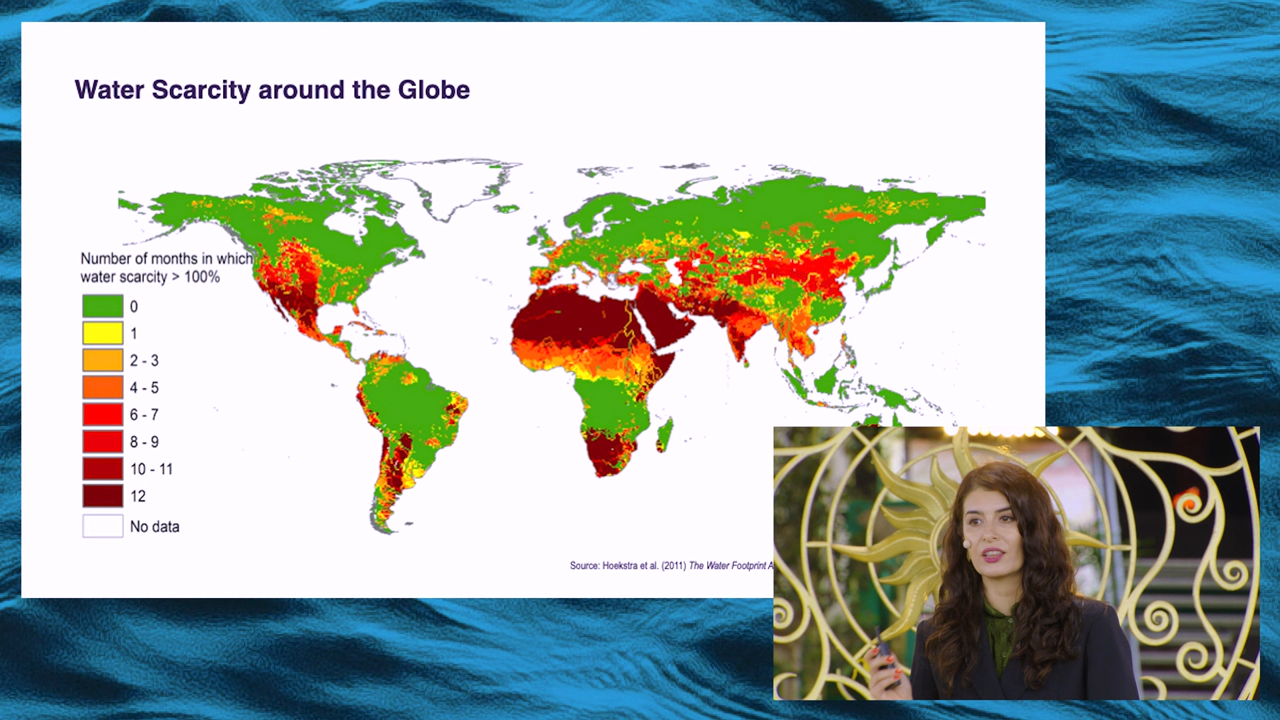 Water Scarcity around the Globe
Number of months in which
water scarcity > 100%
0
1
2 - 3
4 - 5
6 - 7
8 - 9
10 - 11
12
No data
Source: Hoekstra et al. (2011) The Water Footprint